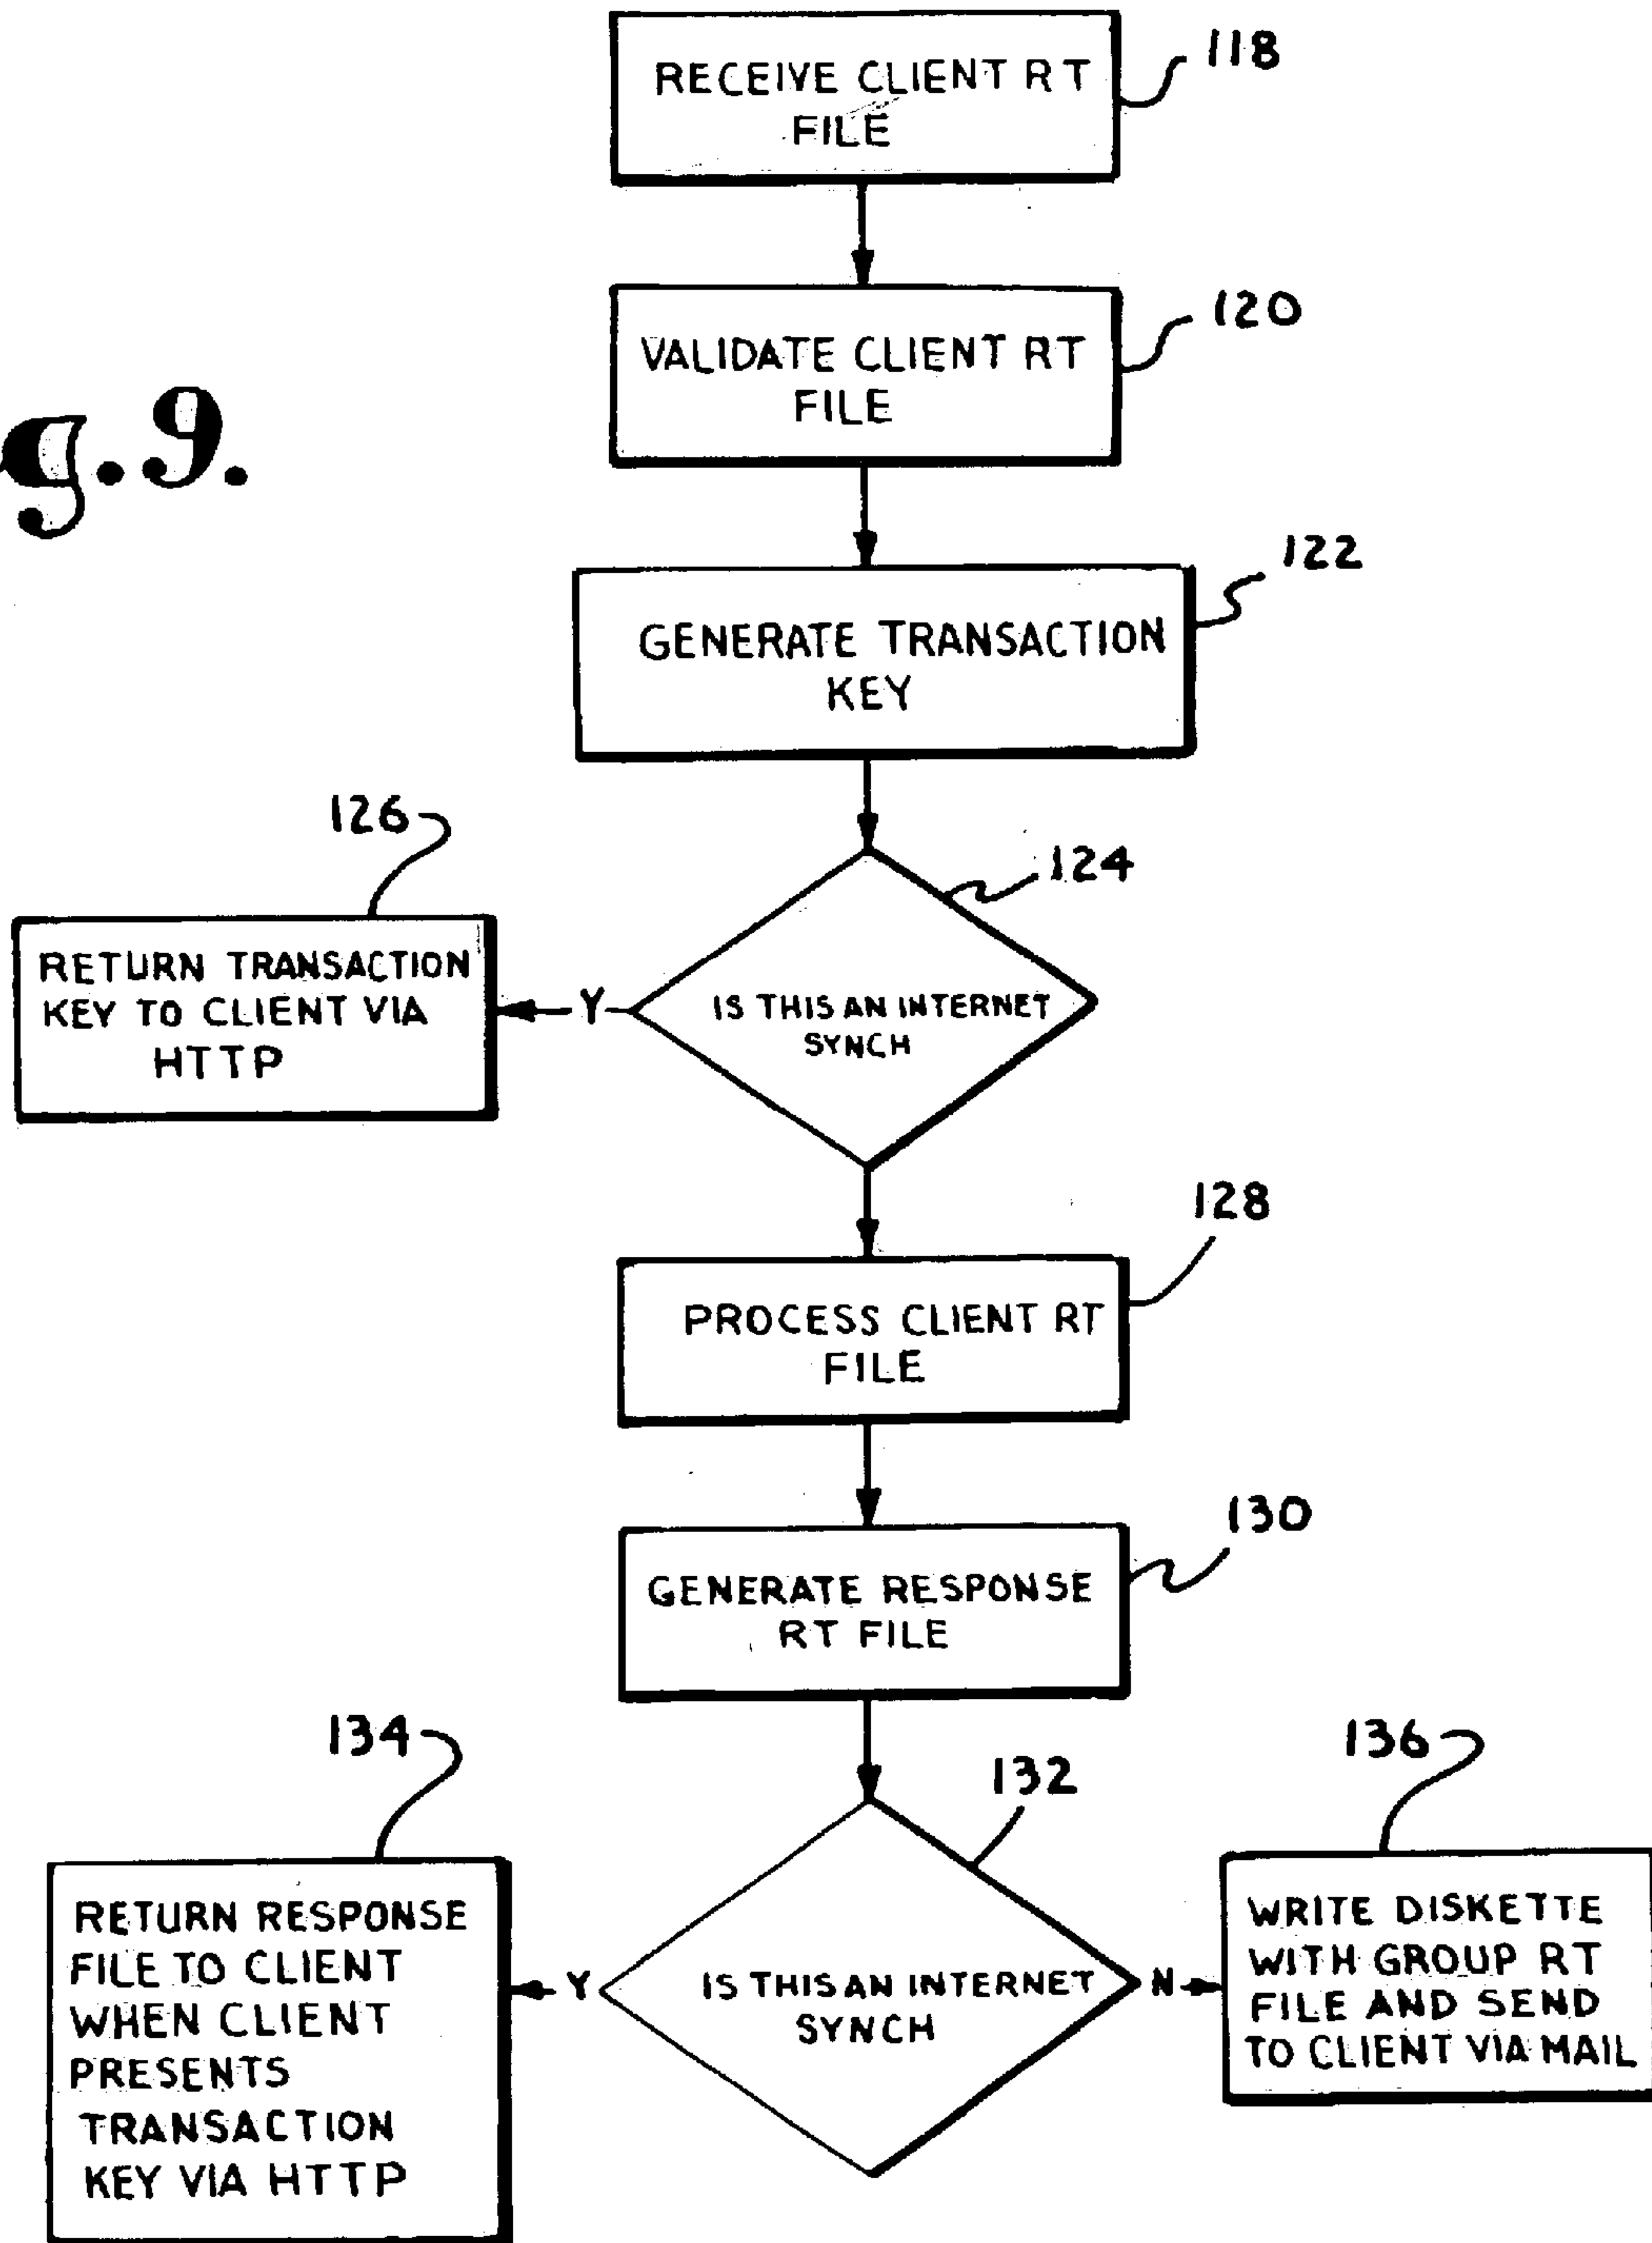 RECEIVE CLIENT RT
FILE
118
VALIDATE CLIENT RT
FILE
120
g.9.
GENERATE TRANSACTION
KEY
122
126
124
RETURN TRANSACTION
KEY TO CLIENT VIA
HTTP
Y
IS THIS AN INTERNET
SYNCH
128
PROCESS CLIENT RT
FILE
130
GENERATE RESPONSE
RT FILE
134
132
136
RETURN RESPONSE
FILE TO CLIENT
WHEN CLIENT
PRESENTS
TRANSACTION
KEY VIA HTTP
Y
IS THIS AN INTERNET
SYNCH
N
WRITE DISKETTE
WITH GROUP RT
FILE AND SEND
TO CLIENT VIA MAIL